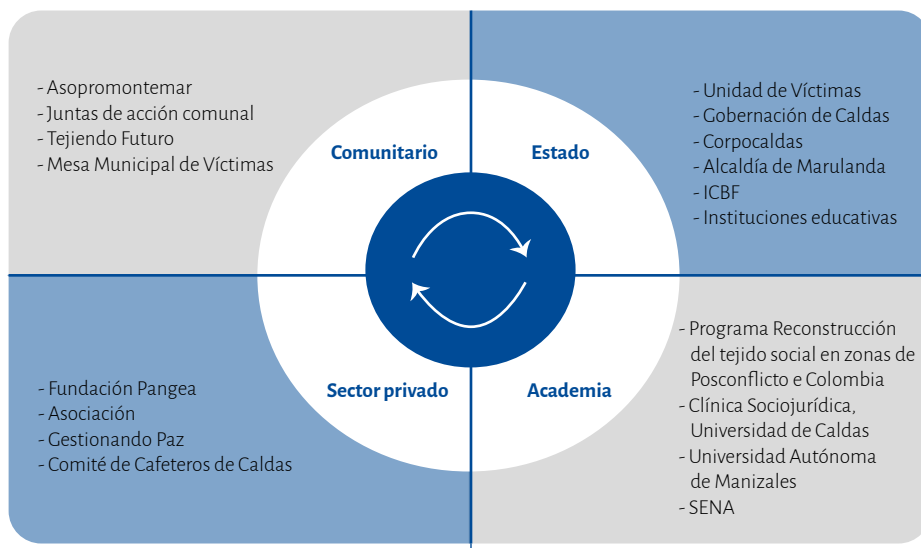 - Asopromontemar
- Juntas de acción comunal
- Tejiendo Futuro
- Mesa Municipal de Víctimas
Comunitario
Estado
- Unidad de Víctimas
- Gobernación de Caldas
- Corpocaldas
- Alcaldía de Marulanda
- ICBF
- Instituciones educativas
- Fundación Pangea
- Asociación
- Gestionando Paz
- Comité de Cafeteros de Caldas
Sector privado
Academia
- Programa Reconstrucción
del tejido social en zonas de
Posconflicto e Colombia
- Clínica Sociojurídica,
Universidad de Caldas
- Universidad Autónoma
de Manizales
- SENA